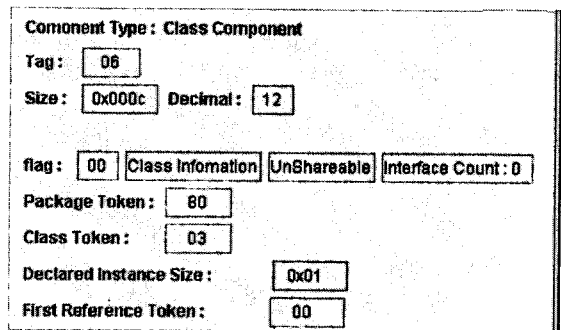 Comonent Type : Class Component
Tag : 06
Size : 0x000c Decimal : 12
flag : 00 Class Infomation UnShareable Interface Count : 0
Package Token : 80
Class Token : 03
Declared Instance Size : 0x01
First Reference Token : 00